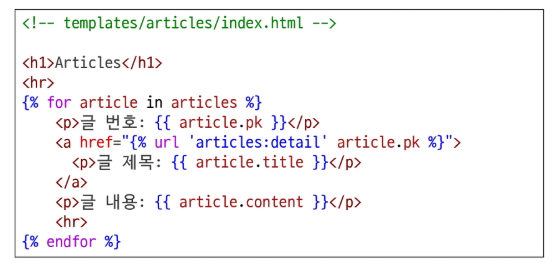 <!-- templates/articles/index.html -->
<h1>Articles</h1>
<hr>
{% for article in articles %}
<p>글 번호: {{ article.pk }}</p>
<a href="{% url 'articles:detail' article.pk %}">
<p>글 제목: {{ article.title }}</p>
</a>
<p>글 내용: {{ article.content }}</p>
<hr>
{% endfor %}